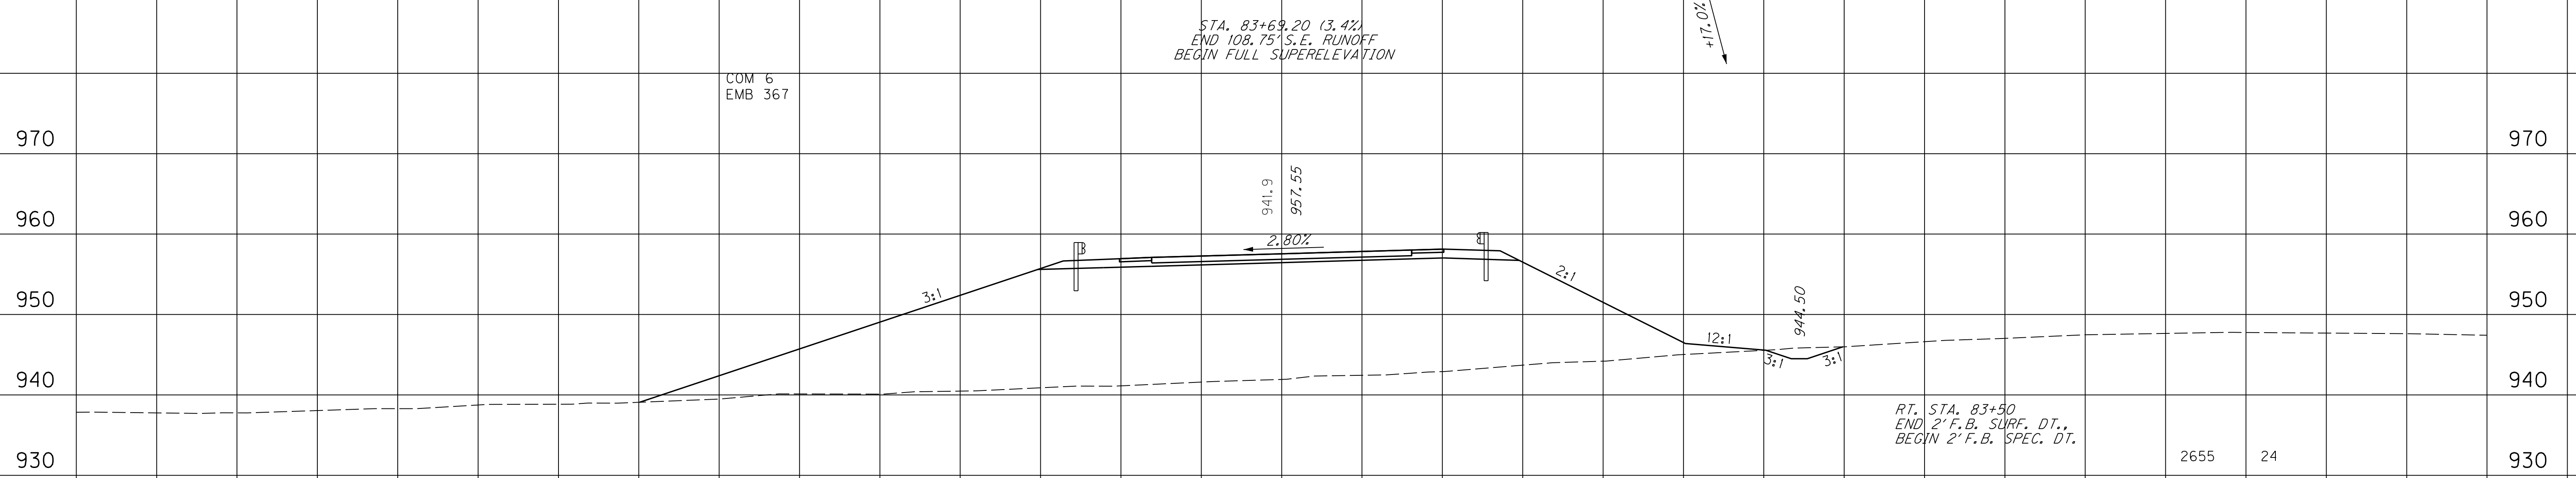 +17.0%
STA. 83+69.20 (3.4%)
END 108.75' S.E. RUNOFF
BEGIN FULL SUPERELEVATION
COM 6
EMB 367
970
970
941.9
957.55
960
960
2.80%
3:1
2:1
950
950
944.50
12:1
3:1
3:1
940
940
RT. STA. 83+50
END 2' F.B. SURF. DT.,
BEGIN 2' F.B. SPEC. DT.
2655 24
930
930